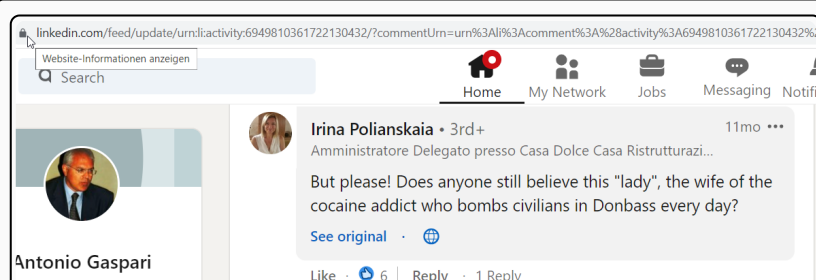 linkedin.com/feed/update/urn:li:activity:6949810361722130432/?commentUrn=urn%3Ali%3Acomment%3A%28activity%3A6949810361722130432%2
Website-Informationen anzeigen
Search
Home
My Network
Jobs
Messaging
Notifi
Irina Polianskaia • 3rd+
11mo •••
Amministratore Delegato presso Casa Dolce Casa Ristrutturazi...
But please! Does anyone still believe this "lady", the wife of the
cocaine addict who bombs civilians in Donbass every day?
See original ·
Antonio Gaspari
Like · 6 | Reply · 1 Reply